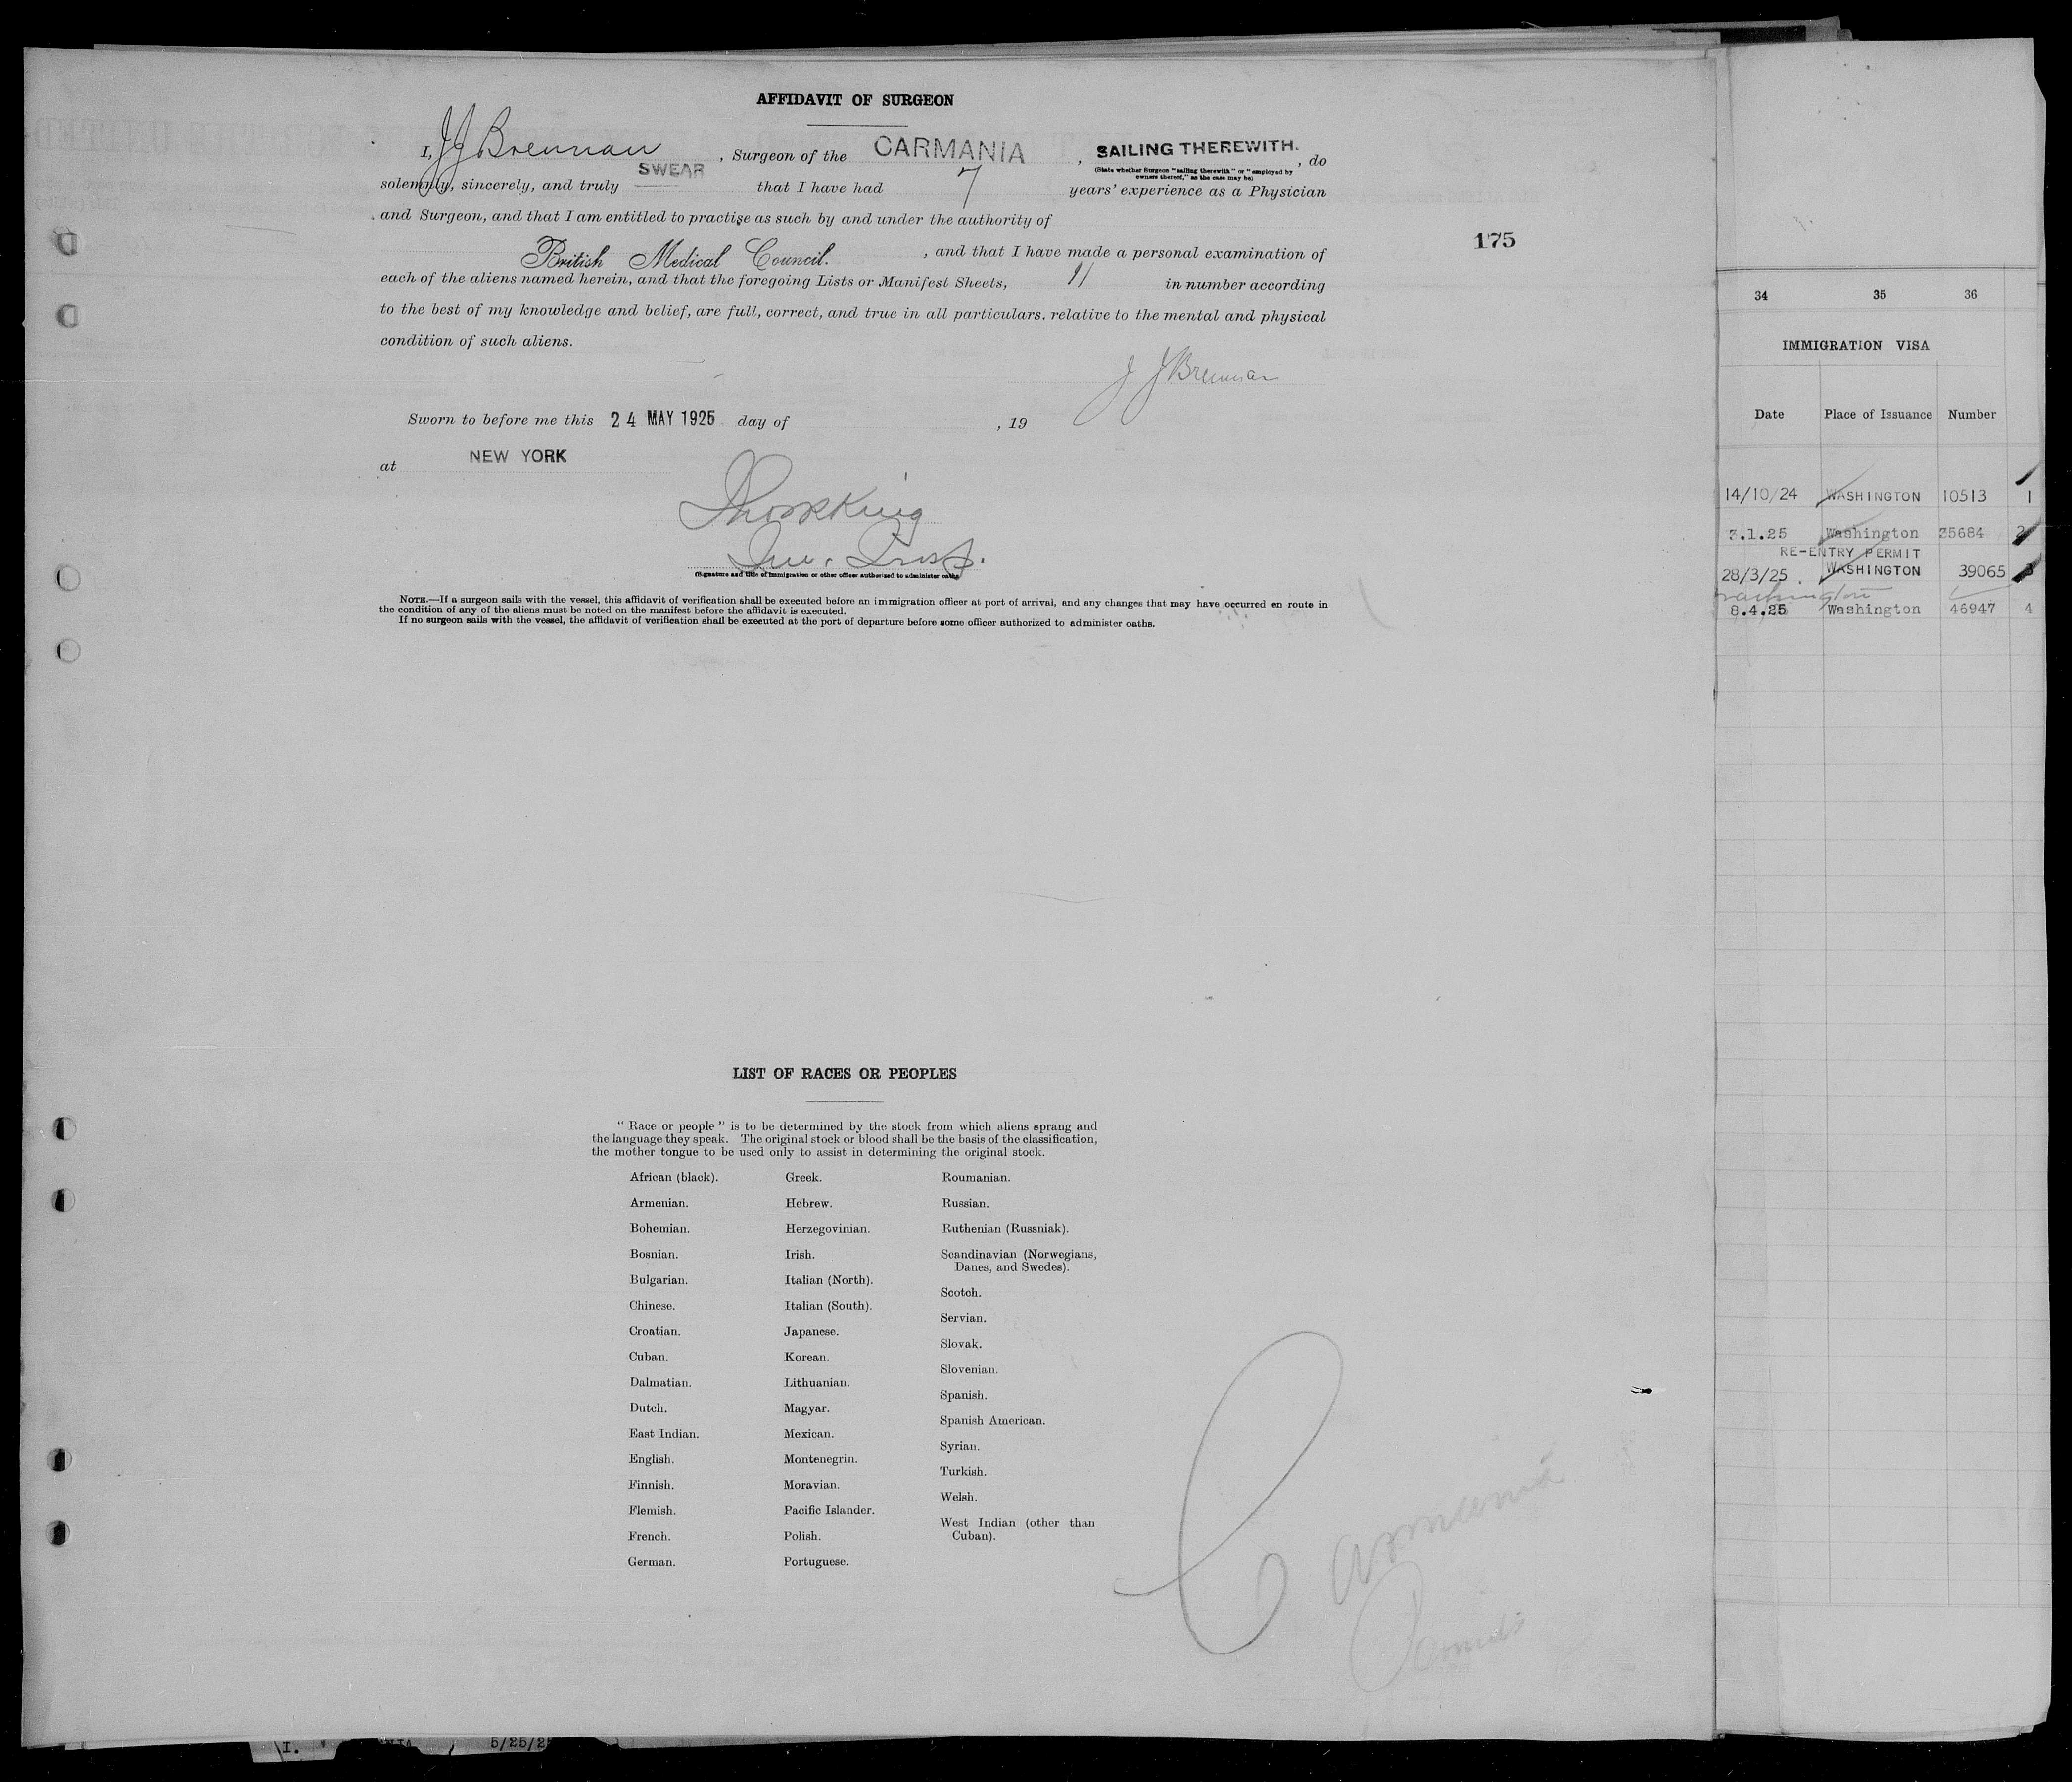 AFFIDAVIT OF SURGEON
I, J J Brennan, Surgeon of the CARMANIA, SAILING THEREWITH., do
(State whether Surgeon "sailing therewith" or "employed by
owners thereof," as the case may be)
solemnly, sincerely, and truly SWEAR that I have had 7 years' experience as a Physician
and Surgeon, and that I am entitled to practise as such by and under the authority of
British Medical Council., and that I have made a personal examination of
each of the aliens named herein, and that the foregoing Lists or Manifest Sheets, 11 in number according
to the best of my knowledge and belief, are full, correct, and true in all particulars, relative to the mental and physical
condition of such aliens.
J J Brennan
Sworn to before me this 24 MAY 1925 day of , 19
at NEW YORK
(Signature and title of immigration or other officer authorised to administer oaths)
NOTE.—If a surgeon sails with the vessel, this affidavit of verification shall be executed before an immigration officer at port of arrival, and any changes that may have occurred en route in
the condition of any of the aliens must be noted on the manifest before the affidavit is executed.
If no surgeon sails with the vessel, the affidavit of verification shall be executed at the port of departure before some officer authorized to administer oaths.
175
LIST OF RACES OR PEOPLES
"Race or people" is to be determined by the stock from which aliens sprang and
the language they speak. The original stock or blood shall be the basis of the classification,
the mother tongue to be used only to assist in determining the original stock.
African (black).
Armenian.
Bohemian.
Bosnian.
Bulgarian.
Chinese.
Croatian.
Cuban.
Dalmatian.
Dutch.
East Indian.
English.
Finnish.
Flemish.
French.
German.
Greek.
Hebrew.
Herzegovinian.
Irish.
Italian (North).
Italian (South).
Japanese.
Korean.
Lithuanian.
Magyar.
Mexican.
Montenegrin.
Moravian.
Pacific Islander.
Polish.
Portuguese.
Roumanian.
Russian.
Ruthenian (Russniak).
Scandinavian (Norwegians,
Danes, and Swedes).
Scotch.
Servian.
Slovak.
Slovenian.
Spanish.
Spanish American.
Syrian.
Turkish.
Welsh.
West Indian (other than
Cuban).
Carmania
5/25/25
34 35 36
IMMIGRATION VISA
Date Place of Issuance Number
14/10/24 WASHINGTON 10513 1
3.1.25 Washington 35684 2
RE-ENTRY PERMIT
28/3/25. WASHINGTON 39065 3
Washington
8.4.25 Washington 46947 4